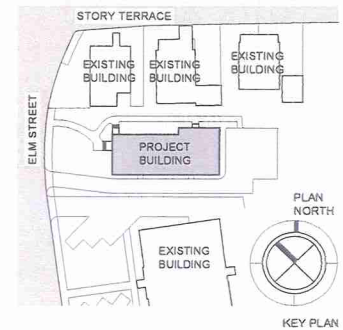 STORY TERRACE
EXISTING
BUILDING
EXISTING
BUILDING
EXISTING
BUILDING
ELM STREET
PROJECT
BUILDING
PLAN
NORTH
EXISTING
BUILDING
KEY PLAN